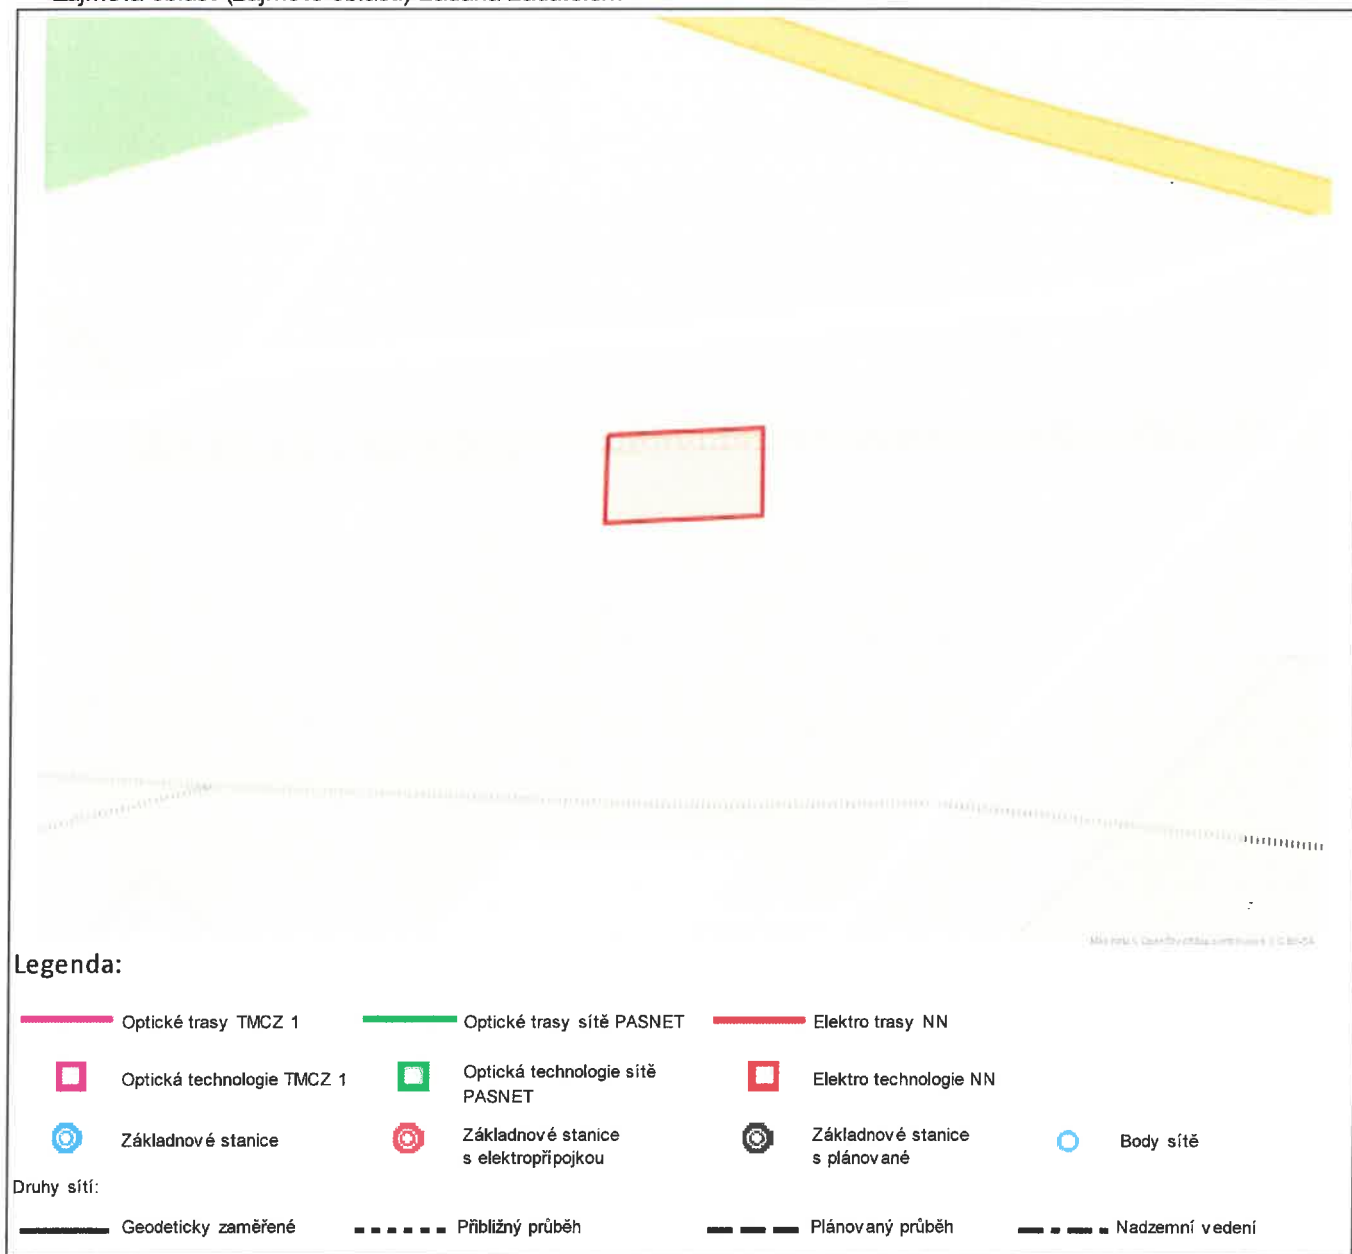 Legenda:
Optické trasy TMCZ 1
Optické trasy sítě PASNET
Elektro trasy NN
Optická technologie TMCZ 1
Optická technologie sítě
PASNET
Elektro technologie NN
Základnové stanice
Základnové stanice
s elektropřípojkou
Základnové stanice
s plánované
Body sítě
Druhy sítí:
Geodeticky zaměřené
Přibližný průběh
Plánovaný průběh
Nadzemní vedení